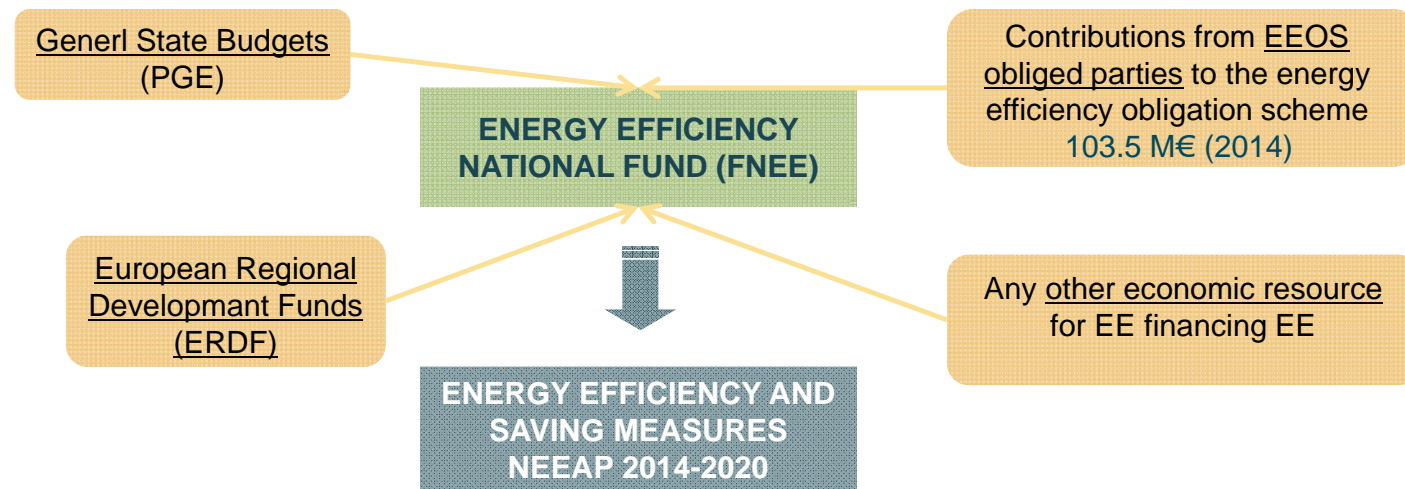 Generl State Budgets
(PGE)
Contributions from EEOS
obliged parties to the energy
efficiency obligation scheme
103.5 M€ (2014)
ENERGY EFFICIENCY
NATIONAL FUND (FNEE)
European Regional
Developmant Funds
(ERDF)
Any other economic resource
for EE financing EE
ENERGY EFFICIENCY AND
SAVING MEASURES
NEEAP 2014-2020